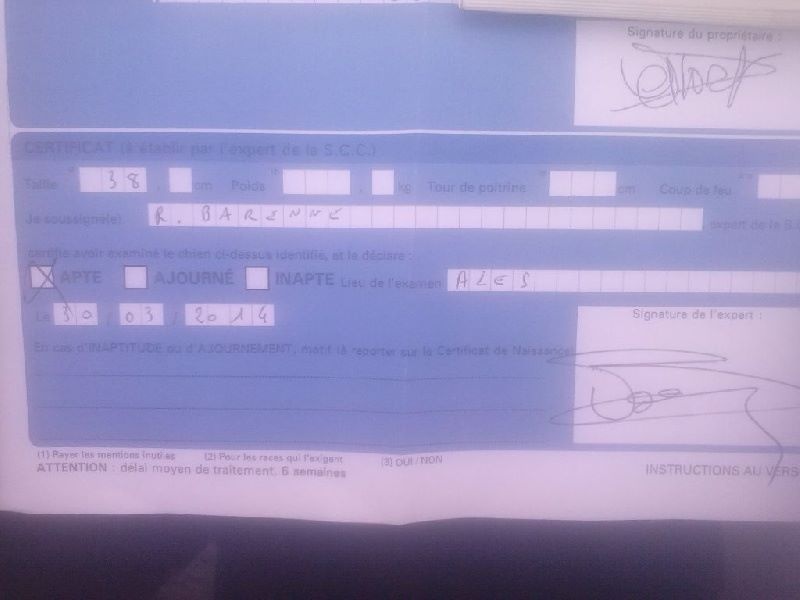 Signature du propriétaire :
CERTIFICAT (à établir par l'expert de la S.C.C.)
Taille 38 , cm Poids , kg Tour de poitrine cm Coup de feu
Je soussigné(e) R. BARENNE expert de la S.C
certifie avoir examiné le chien ci-dessus identifié, et le déclare :
X APTE AJOURNÉ INAPTE Lieu de l'examen ALES
Le 30 / 03 / 2014
Signature de l'expert :
En cas d'INAPTITUDE ou d'AJOURNEMENT, motif (à reporter sur le Certificat de Naissance)
(1) Rayer les mentions inutiles (2) Pour les races qui l'exigent (3) OUI / NON
ATTENTION : délai moyen de traitement, 6 semaines
INSTRUCTIONS AU VERS